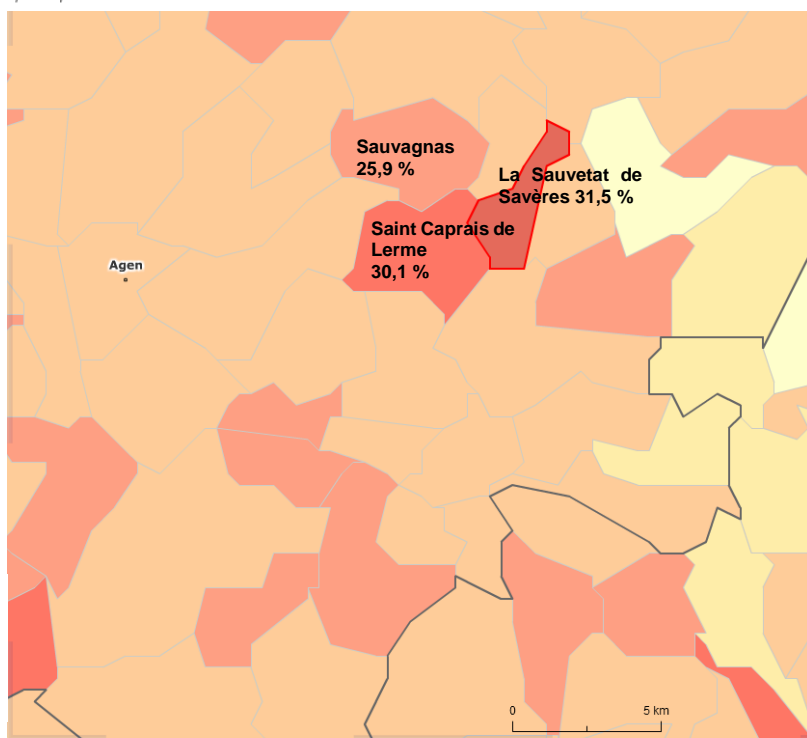 Sauvagnas
25,9 %
La Sauvetat de
Savères 31,5 %
Saint Caprais de
Lerme
30,1 %
Agen
0 5 km